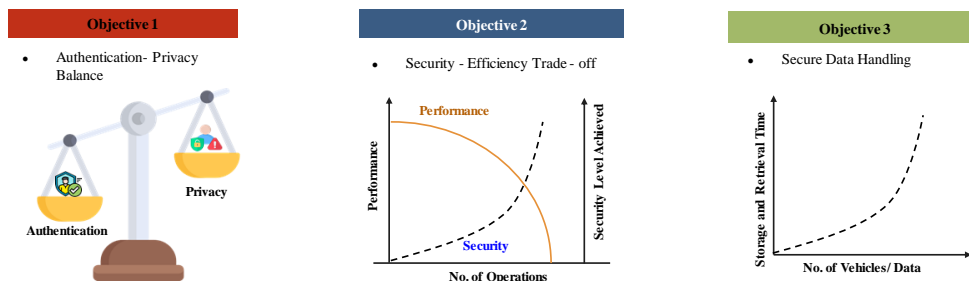 Objective 1
• Authentication- Privacy
Balance
Privacy
Authentication
Objective 2
• Security - Efficiency Trade - off
Performance
Performance
Security Level Achieved
Security
No. of Operations
Objective 3
• Secure Data Handling
Storage and Retrieval Time
No. of Vehicles/ Data